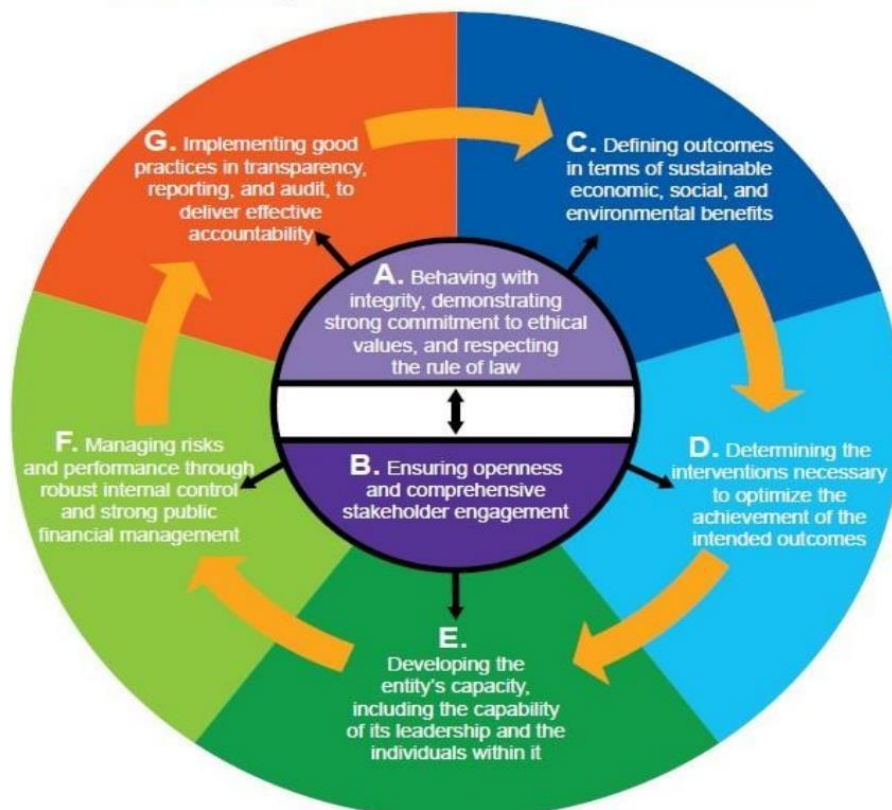 A. Behaving with
integrity, demonstrating
strong commitment to ethical
values, and respecting
the rule of law
B. Ensuring openness
and comprehensive
stakeholder engagement
C. Defining outcomes
in terms of sustainable
economic, social, and
environmental benefits
D. Determining the
interventions necessary
to optimize the
achievement of the
intended outcomes
E.
Developing the
entity's capacity,
including the capability
of its leadership and the
individuals within it
F. Managing risks
and performance through
robust internal control
and strong public
financial management
G. Implementing good
practices in transparency,
reporting, and audit, to
deliver effective
accountability